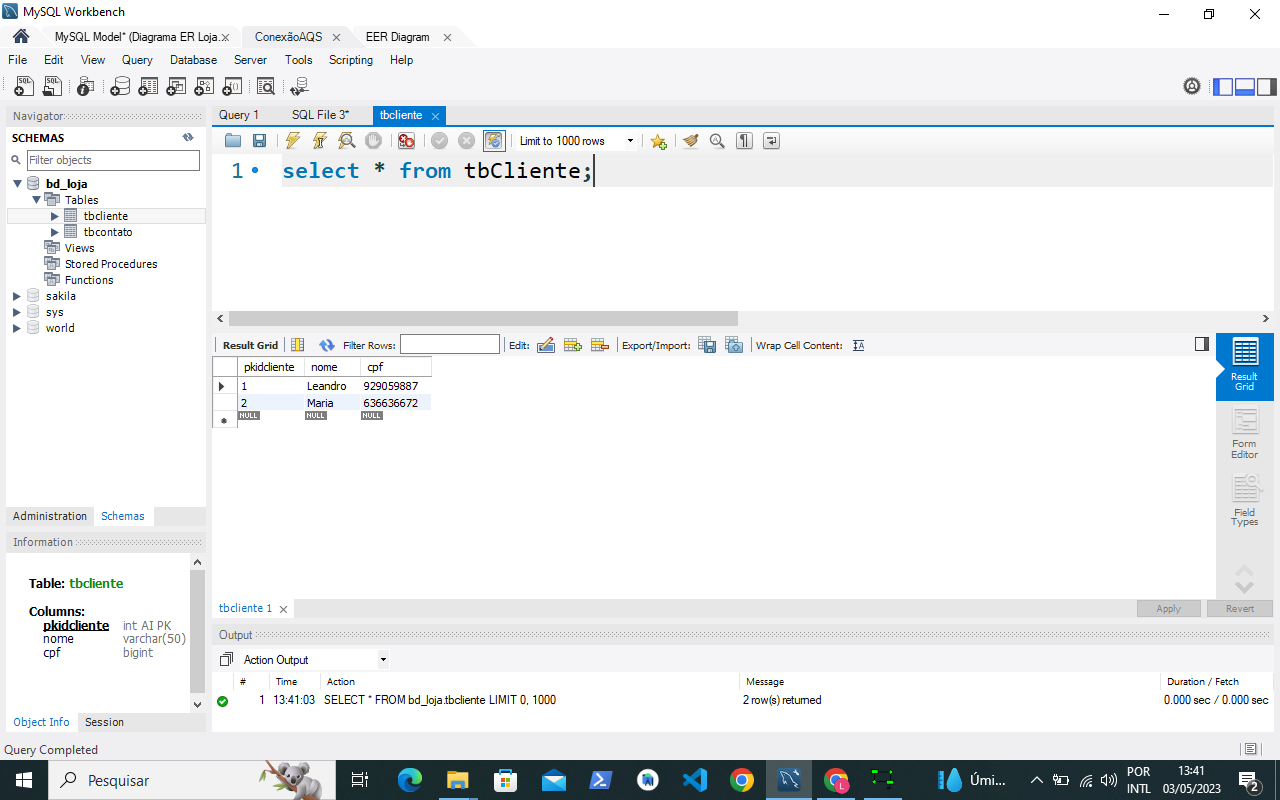 MySQL Workbench
MySQL Model* (Diagrama ER Loja.
ConexãoAQS
EER Diagram
File Edit View Query Database Server Tools Scripting Help
Navigator
SCHEMAS
Filter objects
bd_loja
Tables
tbcliente
tbcontato
Views
Stored Procedures
Functions
sakila
sys
world
Administration Schemas
Information
Table: tbcliente
Columns:
pkidcliente int AI PK
nome varchar(50)
cpf bigint
Object Info Session
Query 1 SQL File 3* tbcliente
Limit to 1000 rows
1 select * from tbCliente;
Result Grid Filter Rows: Edit: Export/Import: Wrap Cell Content:
pkidcliente nome cpf
1 Leandro 929059887
2 Maria 636636672
NULL NULL NULL
Result
Grid
Form
Editor
Field
Types
tbcliente 1
Apply Revert
Output
Action Output
# Time Action Message Duration / Fetch
1 13:41:03 SELECT * FROM bd_loja.tbcliente LIMIT 0, 1000 2 row(s) returned 0.000 sec / 0.000 sec
Query Completed
Pesquisar
Úmi...
POR
INTL
13:41
03/05/2023
2